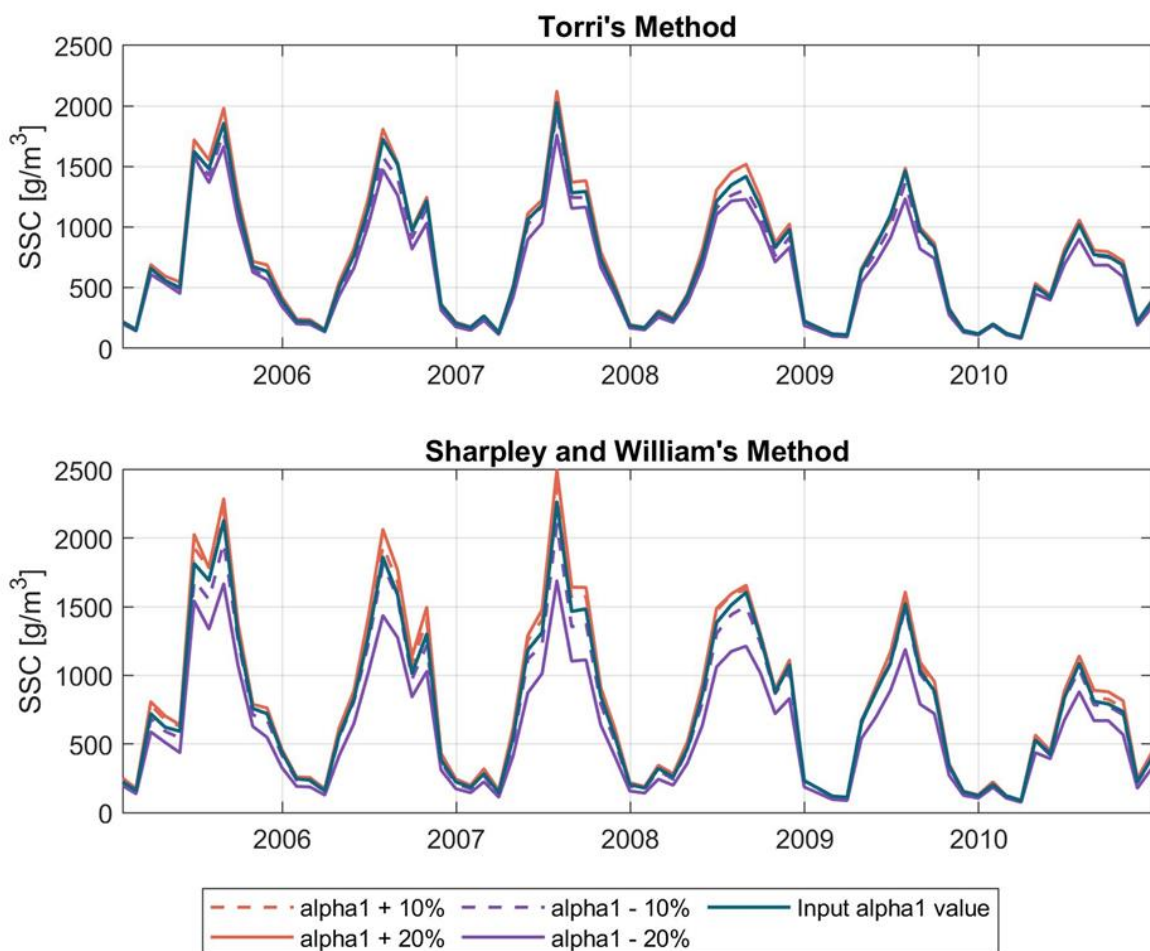 Torri's Method
2500
2000
1500
1000
500
0
SSC [g/m³]
2006 2007 2008 2009 2010
Sharpley and William's Method
2500
2000
1500
1000
500
0
SSC [g/m³]
2006 2007 2008 2009 2010
alpha1 + 10% alpha1 - 10% Input alpha1 value
alpha1 + 20% alpha1 - 20%